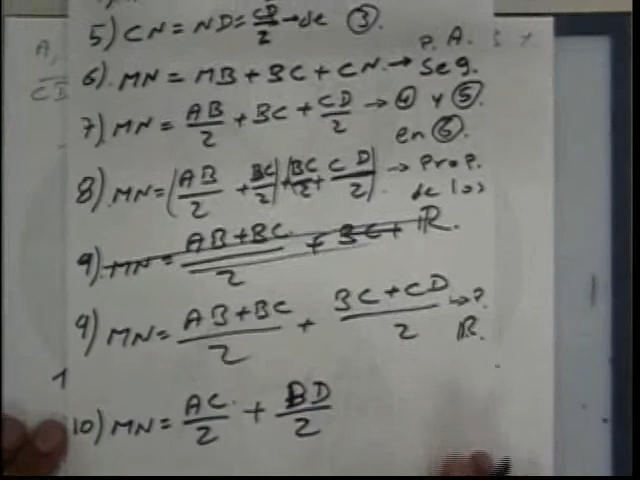 5) CN = ND = CD/2 → de ③.
6) MN = MB + BC + CN. → P. A. Seg.
7) MN = AB/2 + BC + CD/2 → ④ y ⑤. en ⑥.
8) MN = (AB/2 + BC/2) + (BC/2 + CD/2) → Prop. de los
9) MN = AB+BC/2 + BC+ R.
9) MN = AB+BC/2 + BC+CD/2 → P. R.
10) MN = AC/2 + BD/2